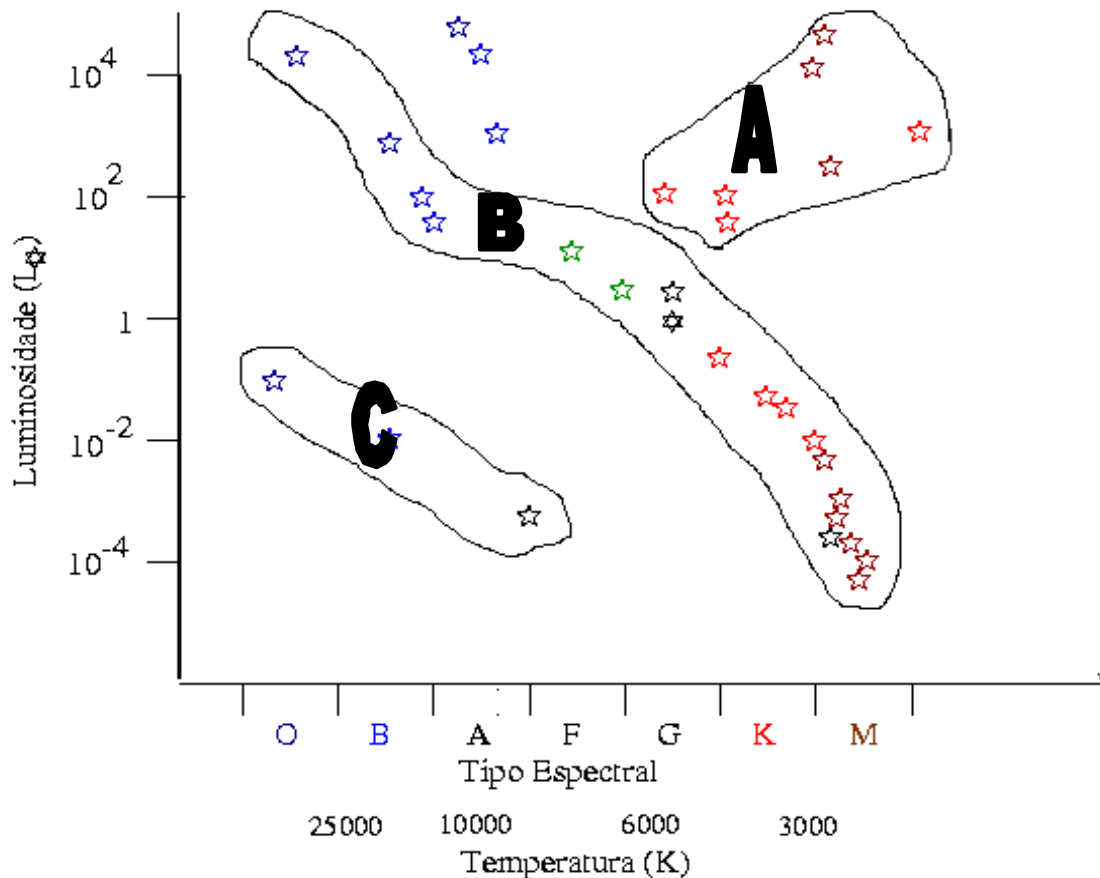 10^4
A
10^2
B
Luminosidade (L✡)
1
C
10^-2
10^-4
O B A F G K M
Tipo Espectral
25000 10000 6000 3000
Temperatura (K)